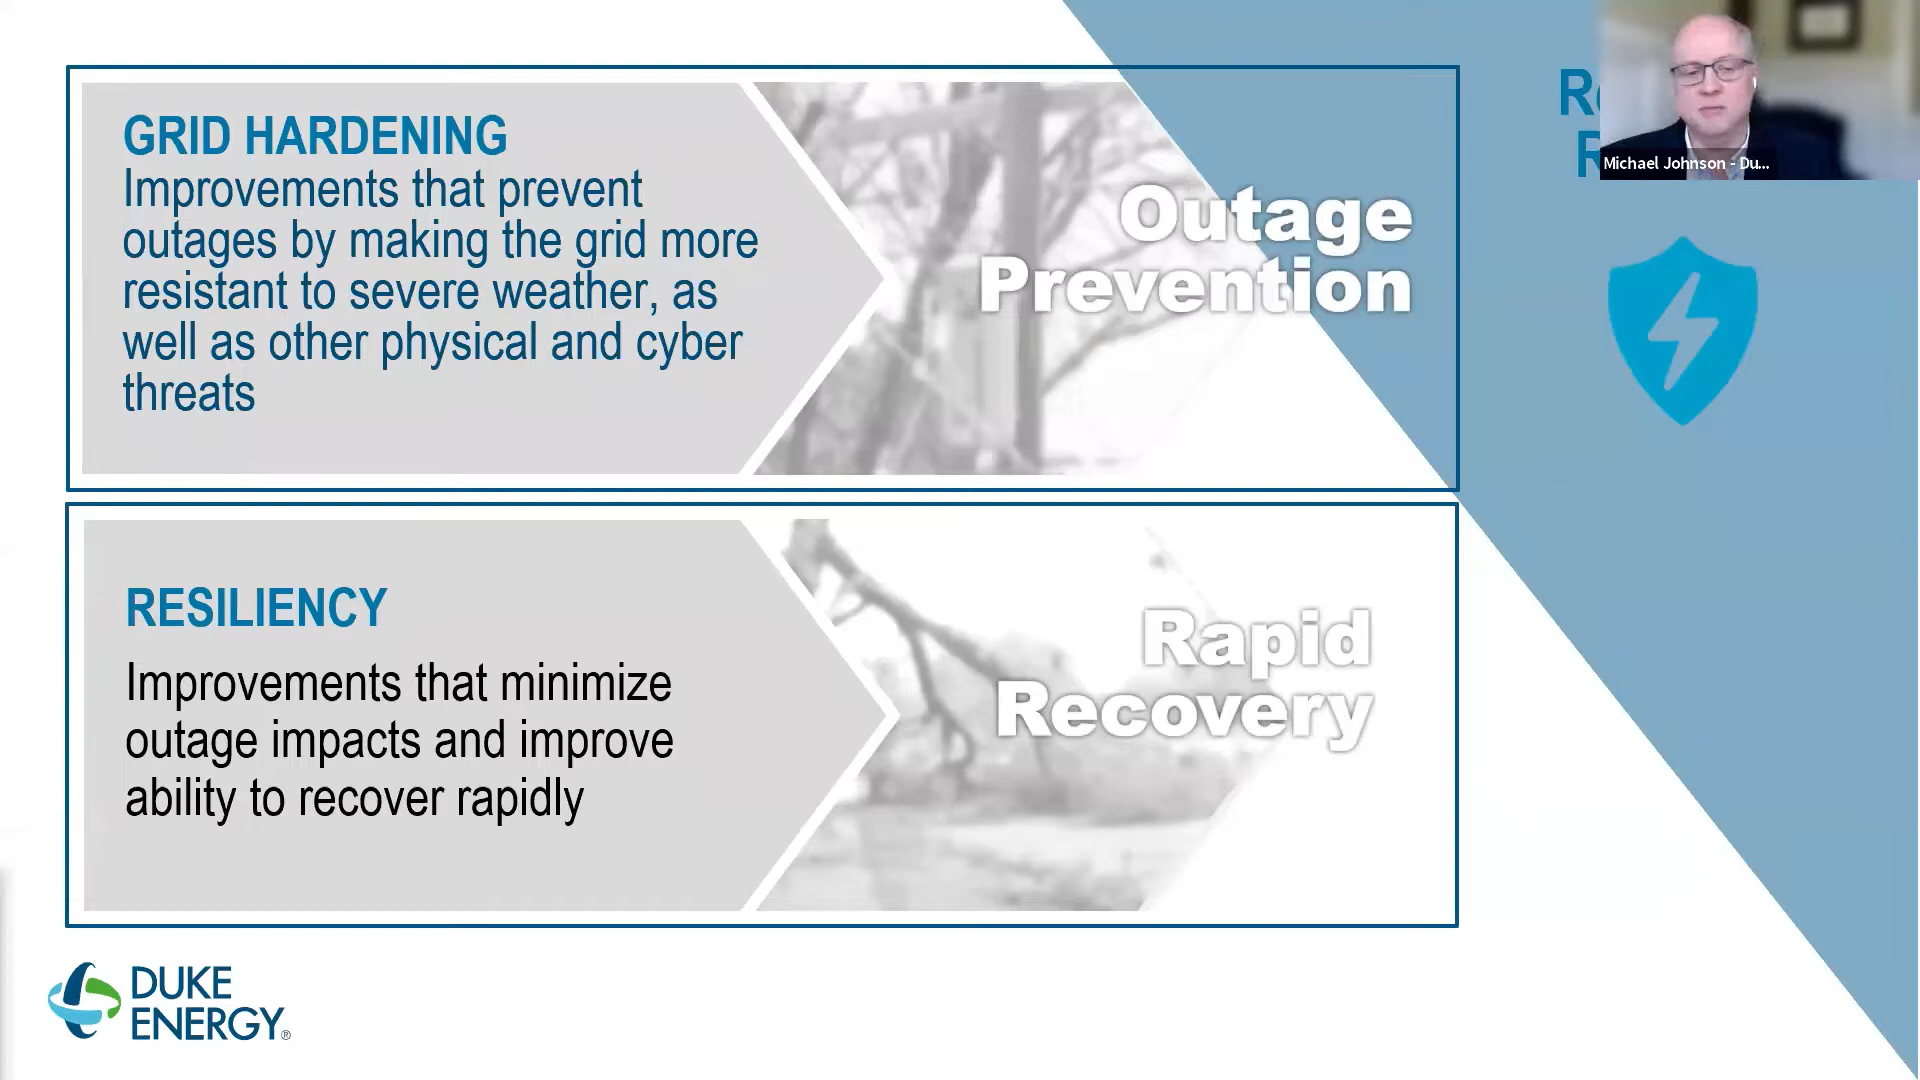 GRID HARDENING
Improvements that prevent
outages by making the grid more
resistant to severe weather, as
well as other physical and cyber
threats
Outage
Prevention
RESILIENCY
Improvements that minimize
outage impacts and improve
ability to recover rapidly
Rapid
Recovery
Michael Johnson - Du...
DUKE
ENERGY®